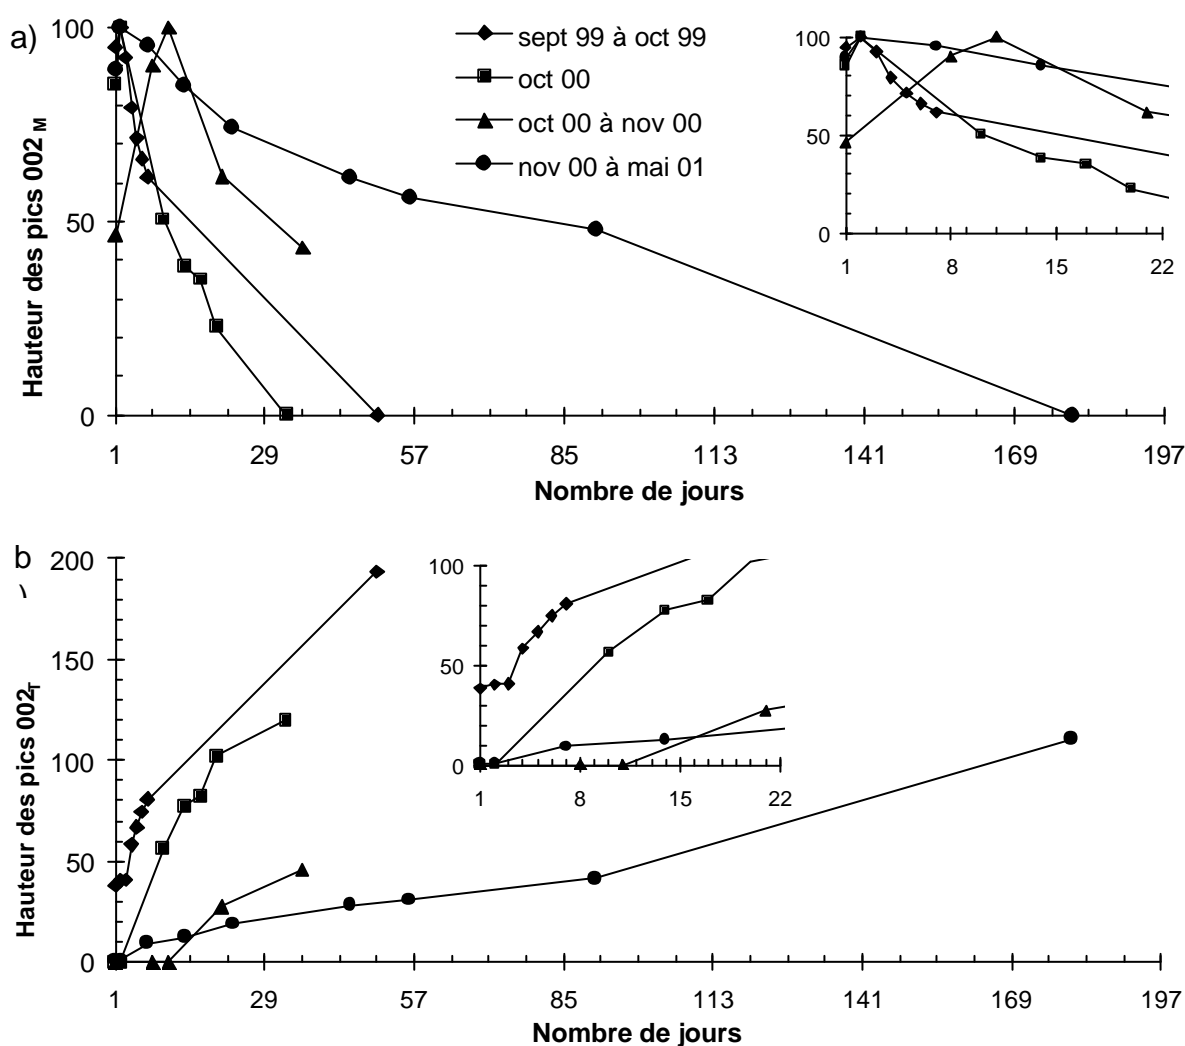 a)
100
50
0
Hauteur des pics 002 M
1 29 57 85 113 141 169 197
Nombre de jours
sept 99 à oct 99
oct 00
oct 00 à nov 00
nov 00 à mai 01
100
50
0
1 8 15 22
b
)
200
150
100
50
0
Hauteur des pics 002 T
1 29 57 85 113 141 169 197
Nombre de jours
100
50
0
1 8 15 22